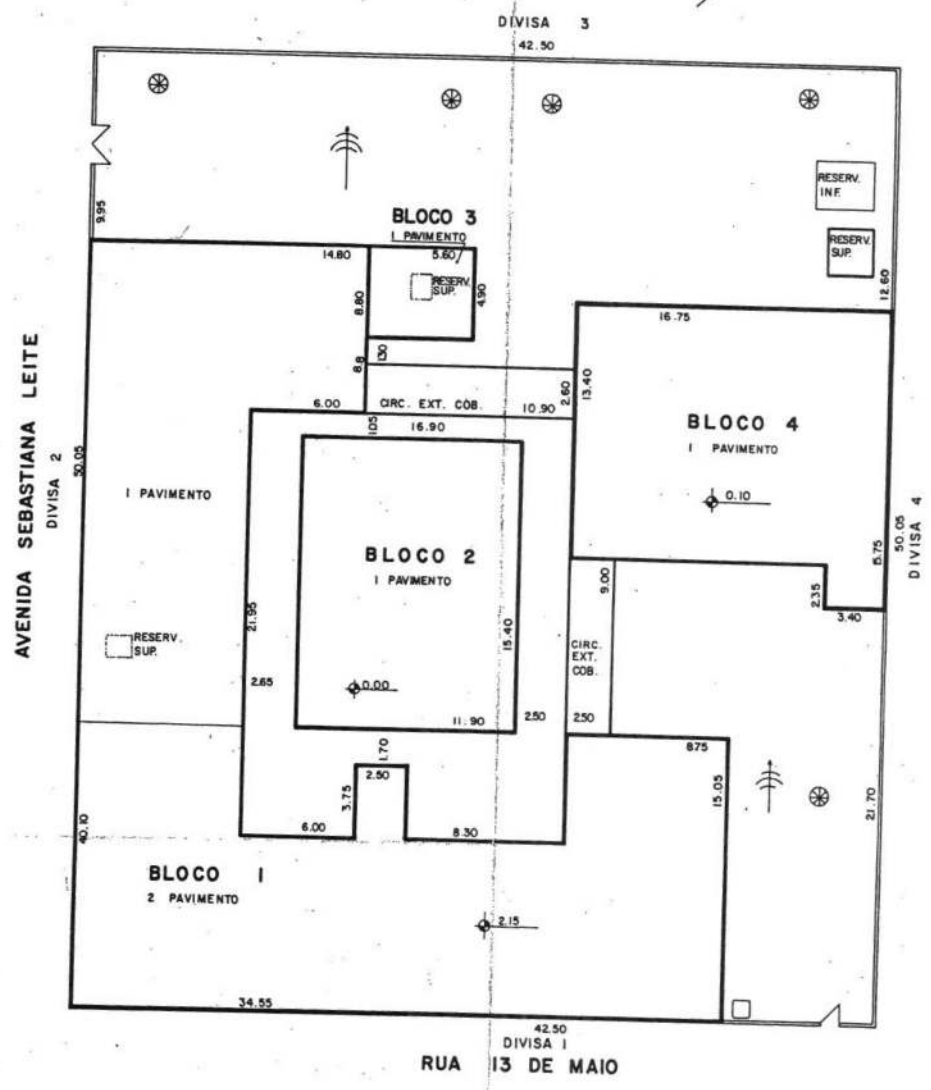 DIVISA 3
42.50
RESERV.
INF.
9.95
BLOCO 3
1 PAVIMENTO
RESERV.
SUP.
14.80
5.60
RESERV.
SUP.
8.80
4.90
12.60
16.75
130
8.8
2.60
13.40
6.00
CIRC. EXT. COB.
10.90
1.05
16.90
BLOCO 4
1 PAVIMENTO
AVENIDA SEBASTIANA LEITE
DIVISA 2
50.05
1 PAVIMENTO
0.10
50.05
DIVISA 4
BLOCO 2
1 PAVIMENTO
5.75
9.00
2.35
3.40
21.95
15.40
RESERV.
SUP.
CIRC.
EXT.
COB.
2.65
0.00
11.90
2.50
2.50
8.75
1.70
2.50
3.75
15.05
21.70
6.00
8.30
40.10
BLOCO 1
2 PAVIMENTO
2.15
34.55
42.50
DIVISA 1
RUA 13 DE MAIO